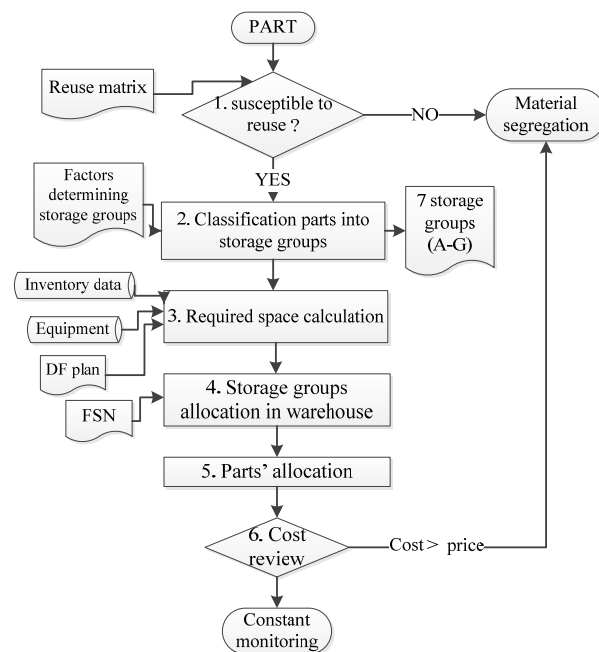 PART
Reuse matrix
1. susceptible to
reuse ?
NO
Material
segregation
YES
Factors
determining
storage groups
2. Classification parts into
storage groups
7 storage
groups
(A-G)
Inventory data
Equipment
DF plan
3. Required space calculation
FSN
4. Storage groups
allocation in warehouse
5. Parts’ allocation
6. Cost
review
Cost > price
Constant
monitoring